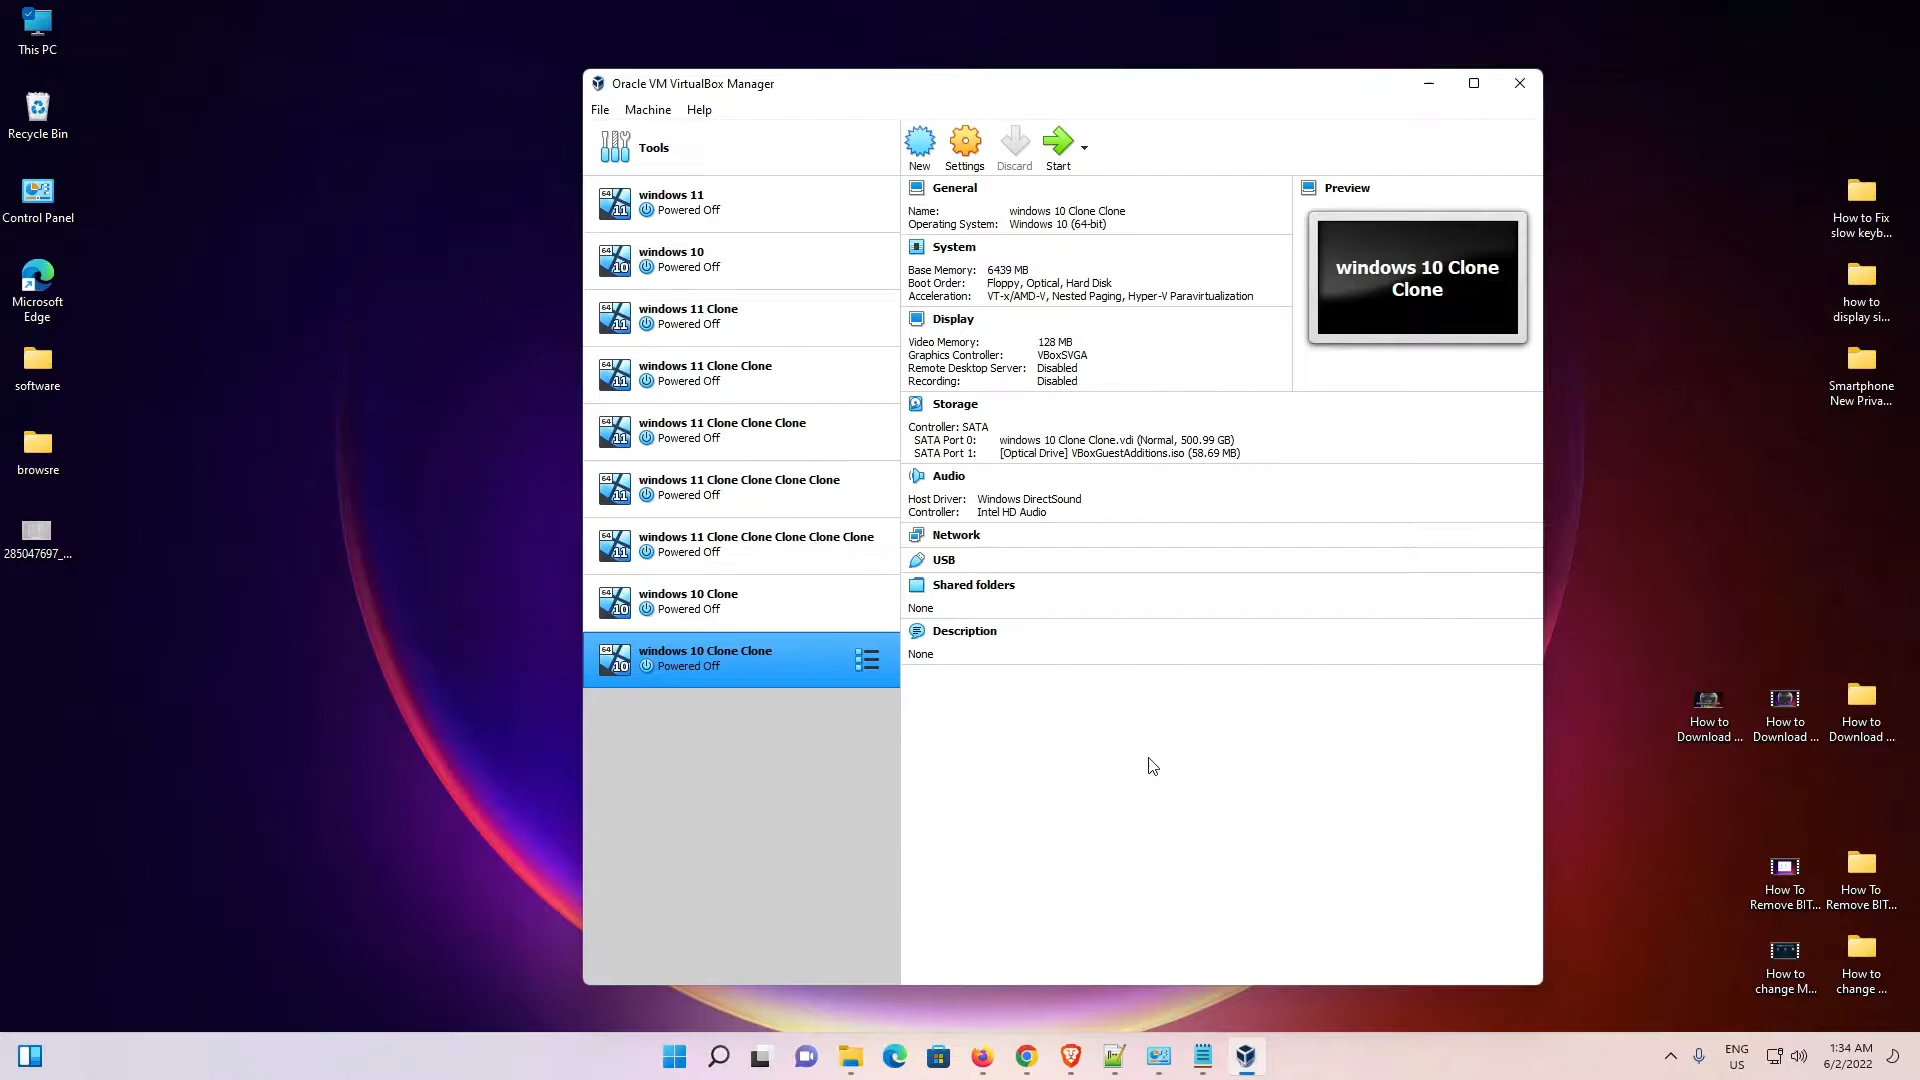 This PC
Recycle Bin
Control Panel
Microsoft
Edge
software
browsre
285047697_...
Oracle VM VirtualBox Manager
File Machine Help
Tools
windows 11
Powered Off
windows 10
Powered Off
windows 11 Clone
Powered Off
windows 11 Clone Clone
Powered Off
windows 11 Clone Clone Clone
Powered Off
windows 11 Clone Clone Clone Clone
Powered Off
windows 11 Clone Clone Clone Clone Clone
Powered Off
windows 10 Clone
Powered Off
windows 10 Clone Clone
Powered Off
New Settings Discard Start
General
Name: windows 10 Clone Clone
Operating System: Windows 10 (64-bit)
System
Base Memory: 6439 MB
Boot Order: Floppy, Optical, Hard Disk
Acceleration: VT-x/AMD-V, Nested Paging, Hyper-V Paravirtualization
Display
Video Memory: 128 MB
Graphics Controller: VBoxSVGA
Remote Desktop Server: Disabled
Recording: Disabled
Storage
Controller: SATA
SATA Port 0: windows 10 Clone Clone.vdi (Normal, 500.99 GB)
SATA Port 1: [Optical Drive] VBoxGuestAdditions.iso (58.69 MB)
Audio
Host Driver: Windows DirectSound
Controller: Intel HD Audio
Network
USB
Shared folders
None
Description
None
Preview
windows 10 Clone
Clone
How to Fix
slow keyb...
how to
display si...
Smartphone
New Priva...
How to
Download ...
How to
Download ...
How to
Download ...
How To
Remove BIT...
How To
Remove BIT...
How to
change M...
How to
change ...
ENG
US
1:34 AM
6/2/2022